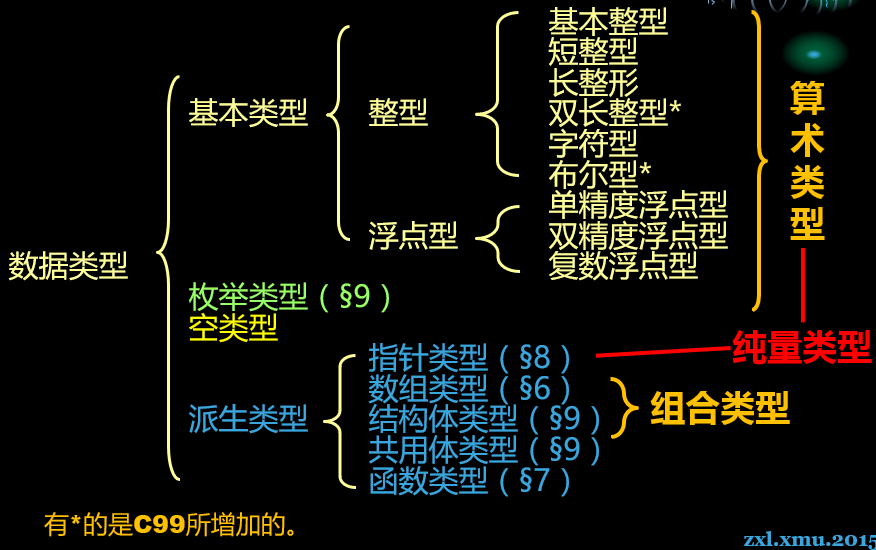 数据类型
基本类型
整型
基本整型
短整型
长整形
双长整型*
字符型
布尔型*
浮点型
单精度浮点型
双精度浮点型
复数浮点型
算术类型
枚举类型（§9）
空类型
纯量类型
派生类型
指针类型（§8）
数组类型（§6）
结构体类型（§9）
共用体类型（§9）
函数类型（§7）
组合类型
有*的是C99所增加的。
zxl.xmu.2015